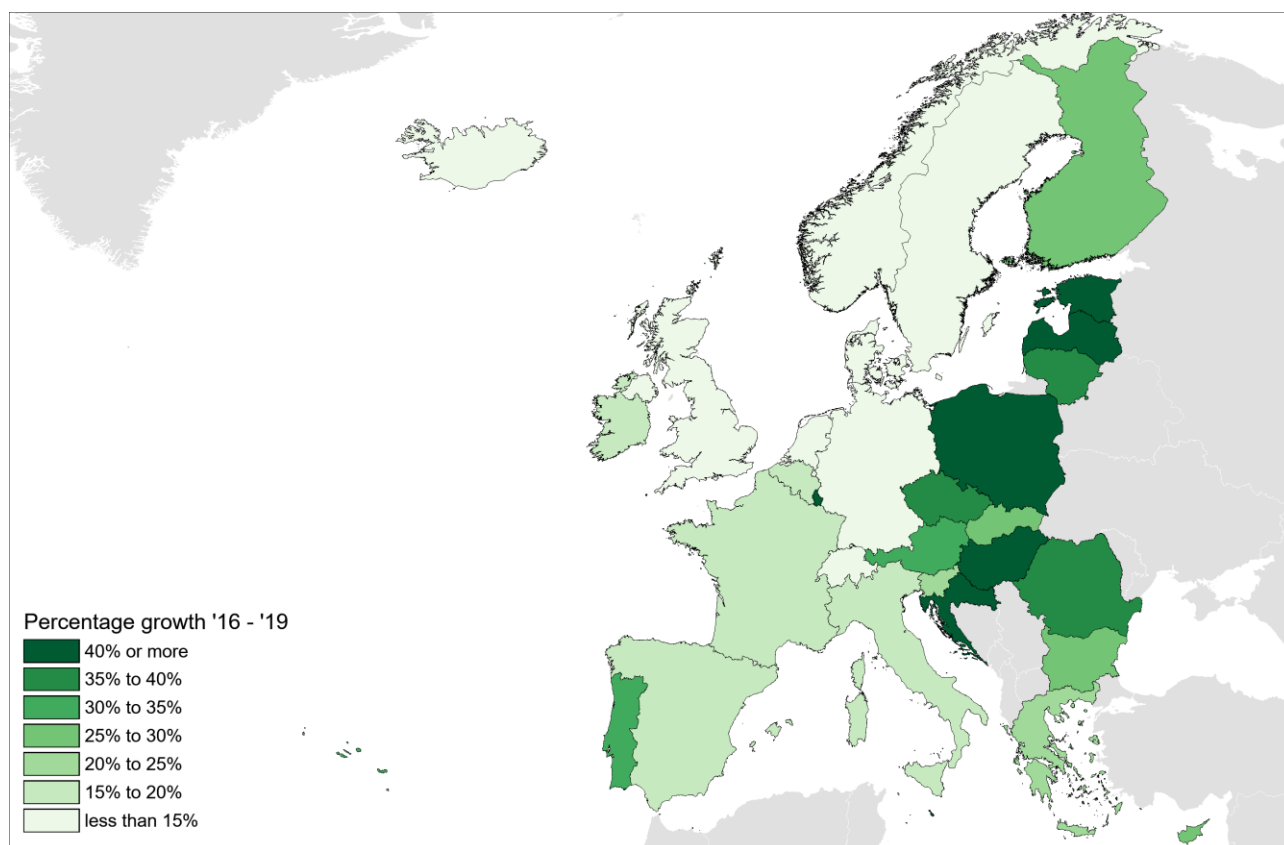 Percentage growth '16 - '19
40% or more
35% to 40%
30% to 35%
25% to 30%
20% to 25%
15% to 20%
less than 15%